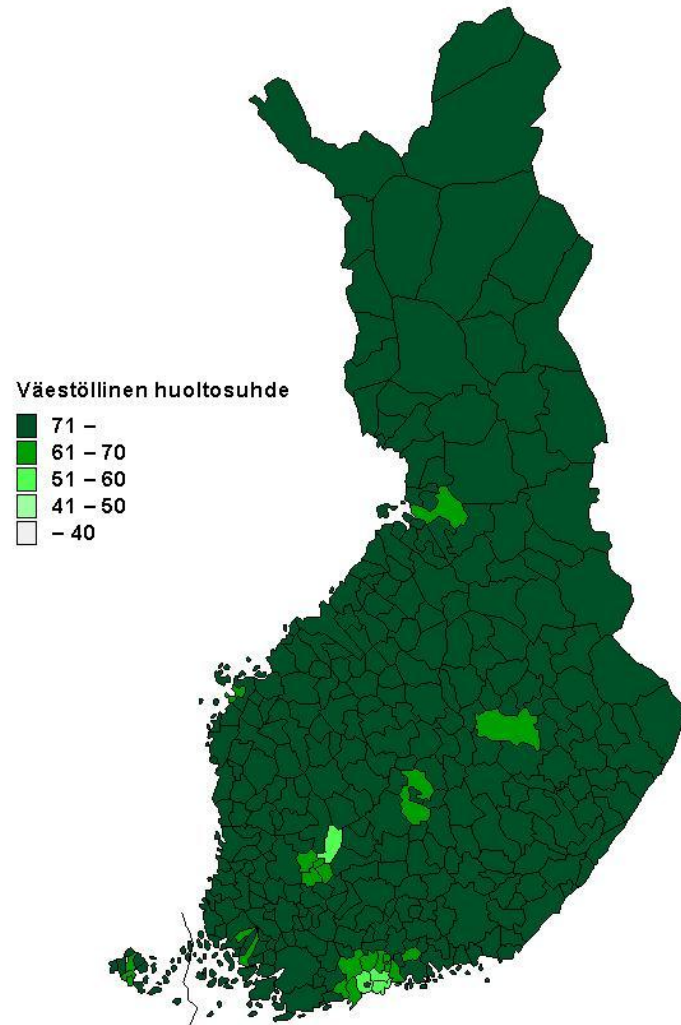 Väestöllinen huoltosuhde
71 –
61 – 70
51 – 60
41 – 50
– 40